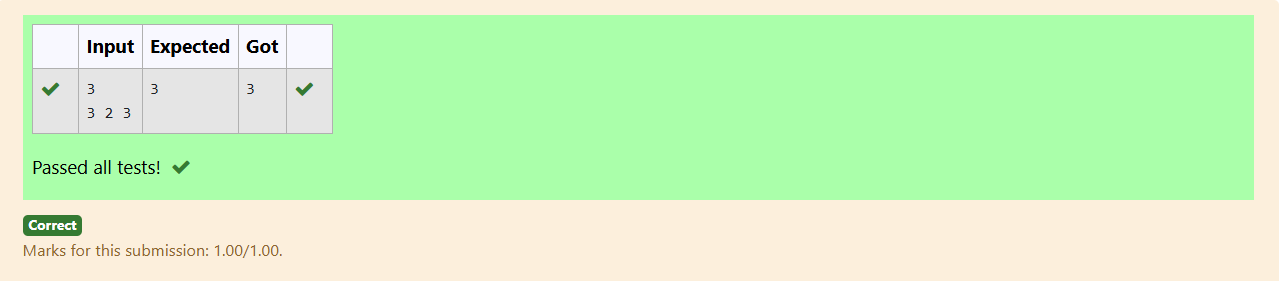 Input Expected Got
3 3 3
3 2 3
Passed all tests!
Correct
Marks for this submission: 1.00/1.00.